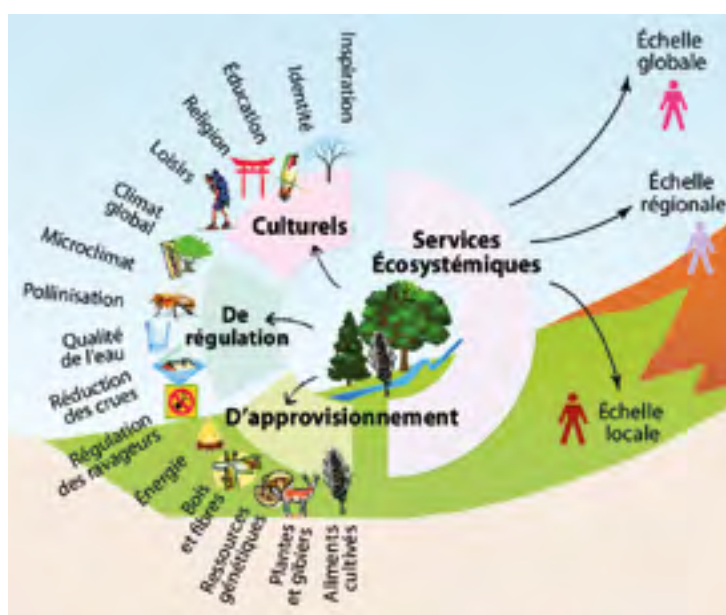 Inspiration
Identité
Éducation
Religion
Loisirs
Climat
global
Microclimat
Pollinisation
Qualité
de l'eau
Réduction
des crues
Régulation
des ravageurs
Énergie
Bois
et fibres
Ressources
génétiques
Plantes
et gibiers
Aliments
cultivés
Culturels
De
régulation
D'approvisionnement
Services
Écosystémiques
Échelle
globale
Échelle
régionale
Échelle
locale